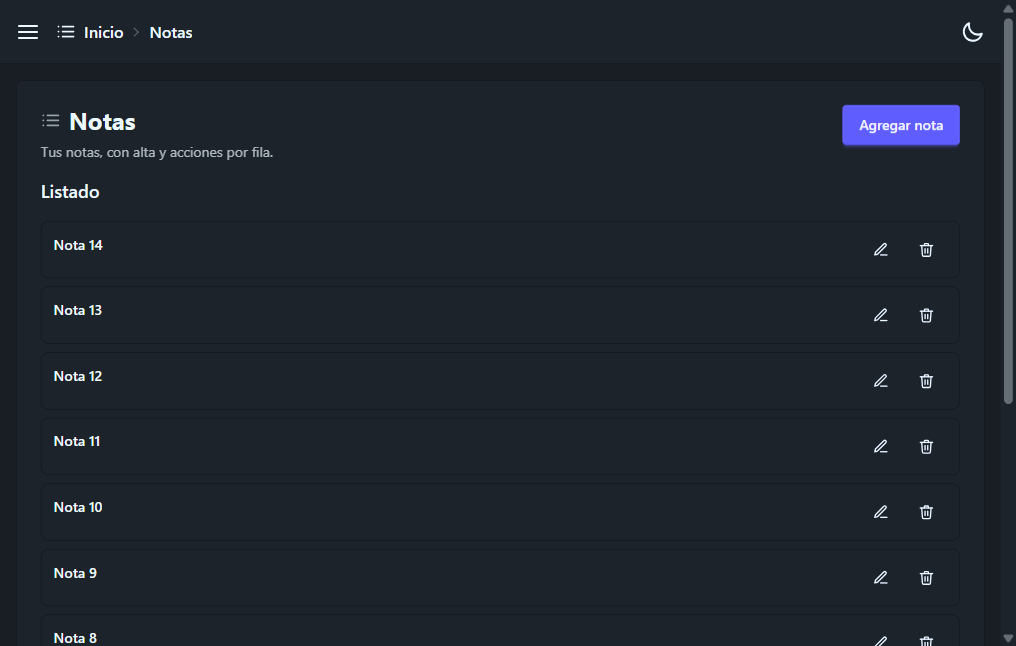 Inicio > Notas
Notas
Agregar nota
Tus notas, con alta y acciones por fila.
Listado
Nota 14
Nota 13
Nota 12
Nota 11
Nota 10
Nota 9
Nota 8